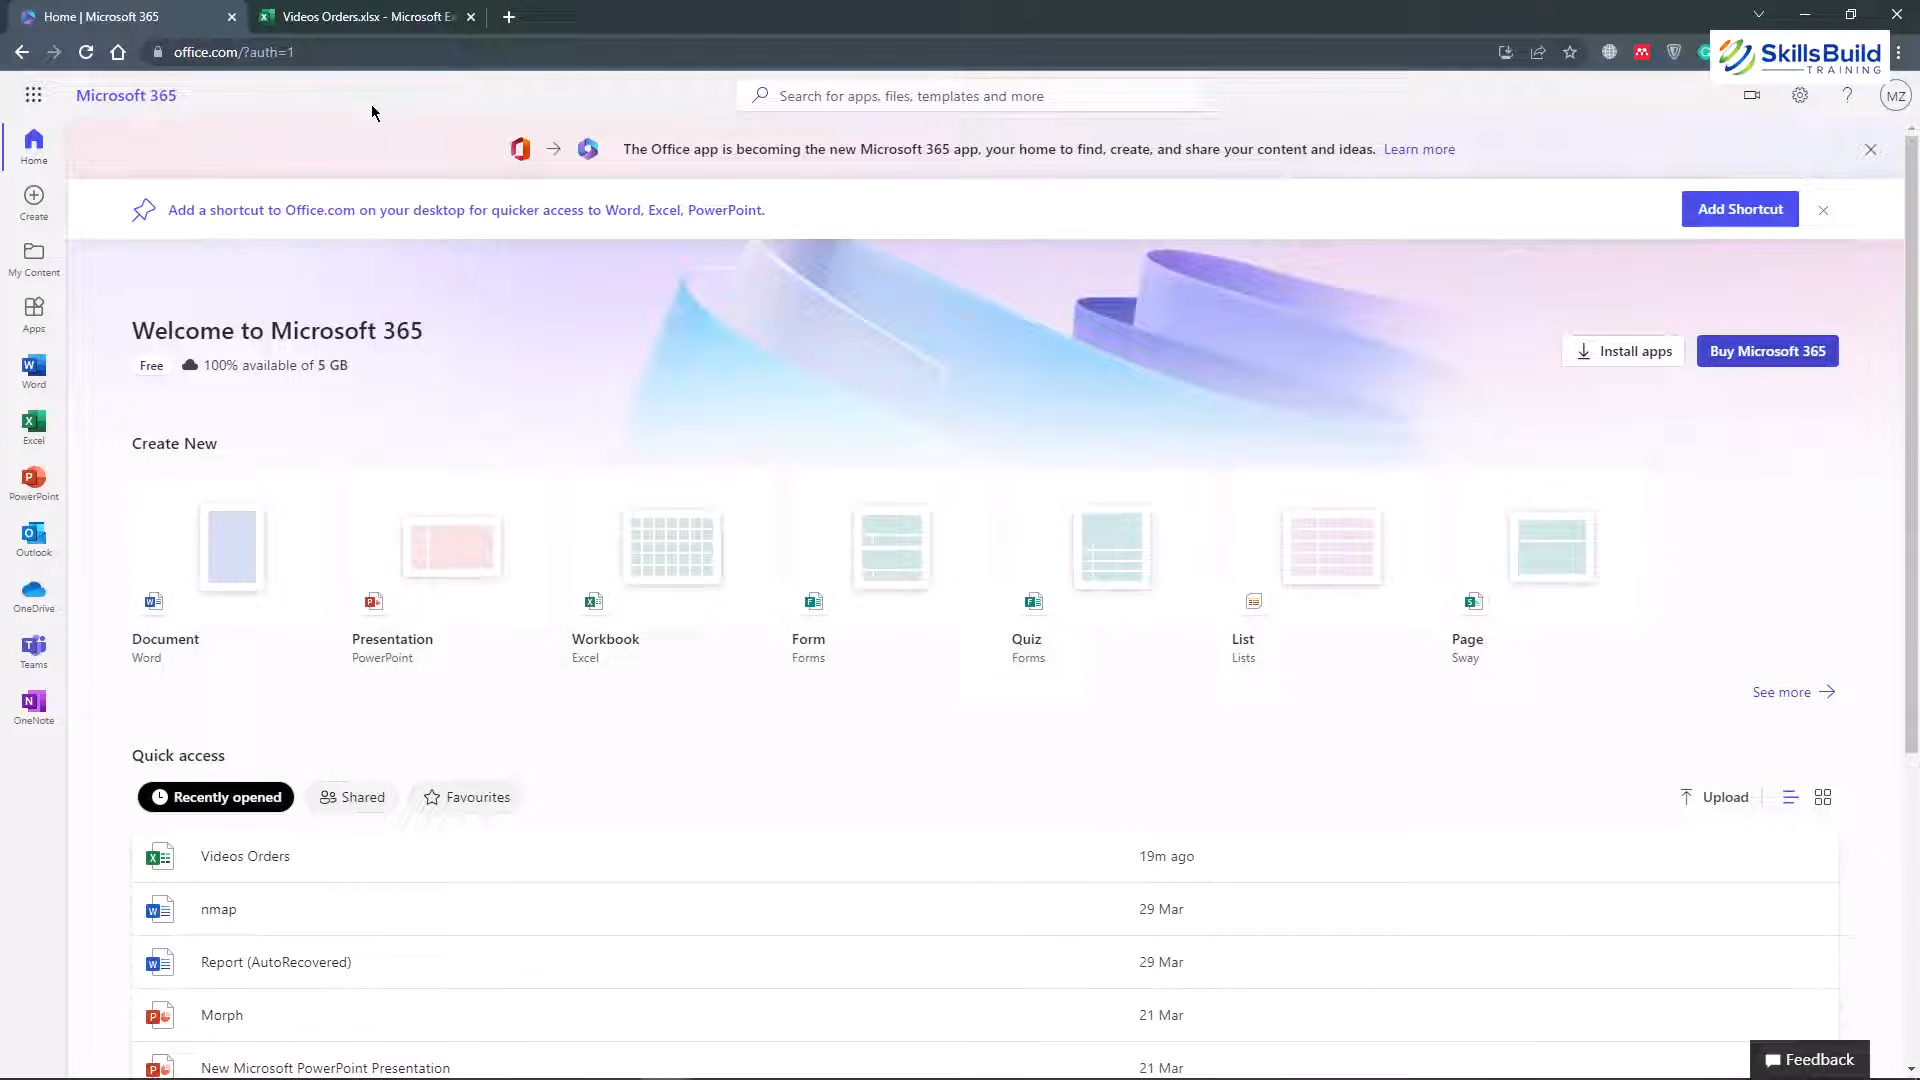 Home | Microsoft 365
Videos Orders.xlsx - Microsoft Ex
office.com/?auth=1
SkillsBuild
TRAINING
Microsoft 365
Search for apps, files, templates and more
MZ
Home
The Office app is becoming the new Microsoft 365 app, your home to find, create, and share your content and ideas. Learn more
Create
Add a shortcut to Office.com on your desktop for quicker access to Word, Excel, PowerPoint.
Add Shortcut
My Content
Apps
Welcome to Microsoft 365
Free
100% available of 5 GB
Install apps
Buy Microsoft 365
Word
Excel
PowerPoint
Outlook
OneDrive
Teams
OneNote
Create New
Document
Word
Presentation
PowerPoint
Workbook
Excel
Form
Forms
Quiz
Forms
List
Lists
Page
Sway
See more
Quick access
Recently opened
Shared
Favourites
Upload
Videos Orders
19m ago
nmap
29 Mar
Report (AutoRecovered)
29 Mar
Morph
21 Mar
New Microsoft PowerPoint Presentation
21 Mar
Feedback